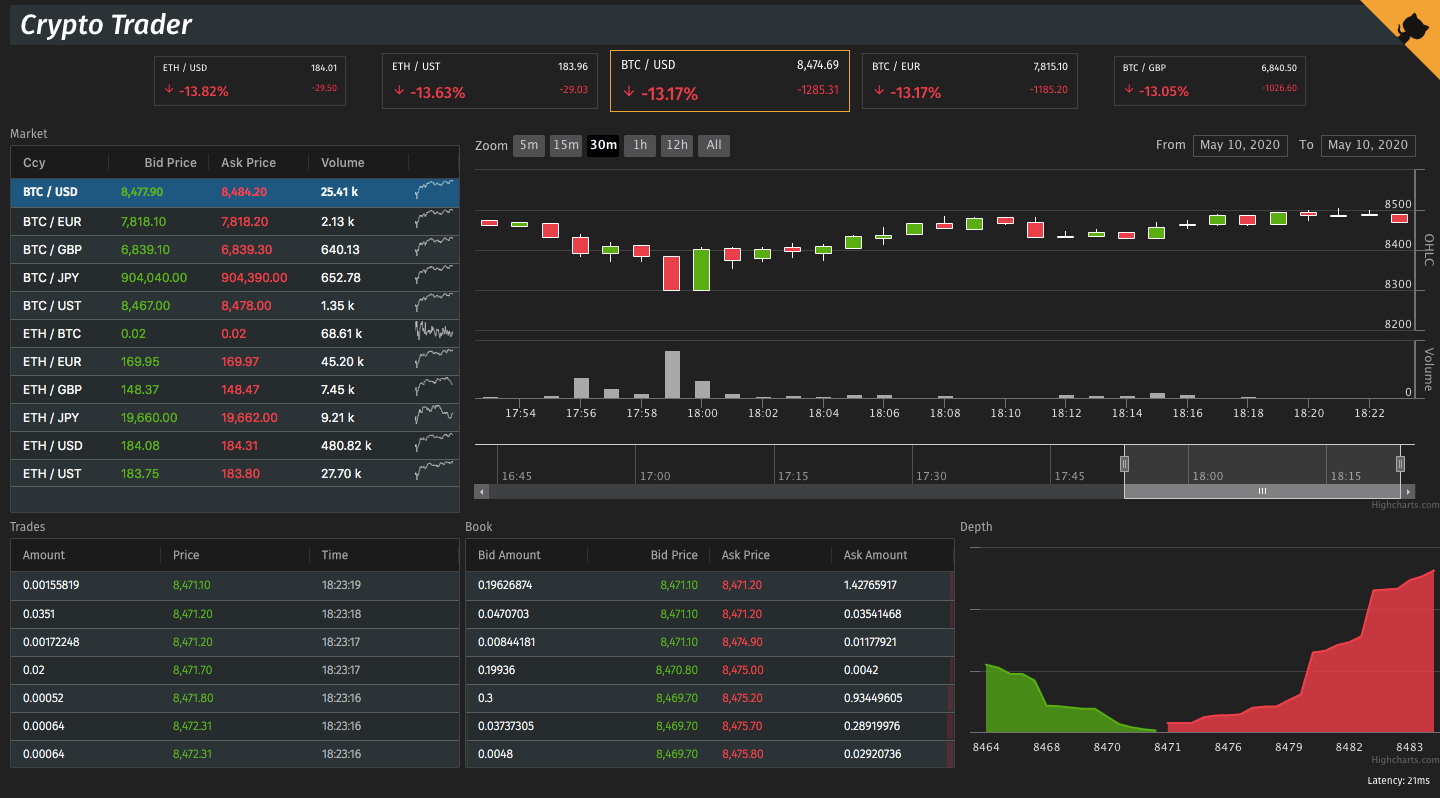 Crypto Trader
ETH / USD 184.01
-13.82% -29.50
ETH / UST 183.96
-13.63% -29.03
BTC / USD 8,474.69
-13.17% -1285.31
BTC / EUR 7,815.10
-13.17% -1185.20
BTC / GBP 6,840.50
-13.05% -1026.60
Market
Ccy Bid Price Ask Price Volume
BTC / USD 8,477.90 8,484.20 25.41 k
BTC / EUR 7,818.10 7,818.20 2.13 k
BTC / GBP 6,839.10 6,839.30 640.13
BTC / JPY 904,040.00 904,390.00 652.78
BTC / UST 8,467.00 8,478.00 1.35 k
ETH / BTC 0.02 0.02 68.61 k
ETH / EUR 169.95 169.97 45.20 k
ETH / GBP 148.37 148.47 7.45 k
ETH / JPY 19,660.00 19,662.00 9.21 k
ETH / USD 184.08 184.31 480.82 k
ETH / UST 183.75 183.80 27.70 k
Zoom 5m 15m 30m 1h 12h All From May 10, 2020 To May 10, 2020
8500
8400
8300
8200
OHLC
Volume
0
17:54 17:56 17:58 18:00 18:02 18:04 18:06 18:08 18:10 18:12 18:14 18:16 18:18 18:20 18:22
16:45 17:00 17:15 17:30 17:45 18:00 18:15
Highcharts.com
Trades
Amount Price Time
0.00155819 8,471.10 18:23:19
0.0351 8,471.20 18:23:18
0.00172248 8,471.20 18:23:17
0.02 8,471.70 18:23:17
0.00052 8,471.80 18:23:16
0.00064 8,472.31 18:23:16
0.00064 8,472.31 18:23:16
Book
Bid Amount Bid Price Ask Price Ask Amount
0.19626874 8,471.10 8,471.20 1.42765917
0.0470703 8,471.10 8,471.20 0.03541468
0.00844181 8,471.10 8,474.90 0.01177921
0.19936 8,470.80 8,475.00 0.0042
0.3 8,469.70 8,475.20 0.93449605
0.03737305 8,469.70 8,475.70 0.28919976
0.0048 8,469.70 8,475.80 0.02920736
Depth
8464 8468 8470 8471 8476 8479 8482 8483
Highcharts.com
Latency: 21ms